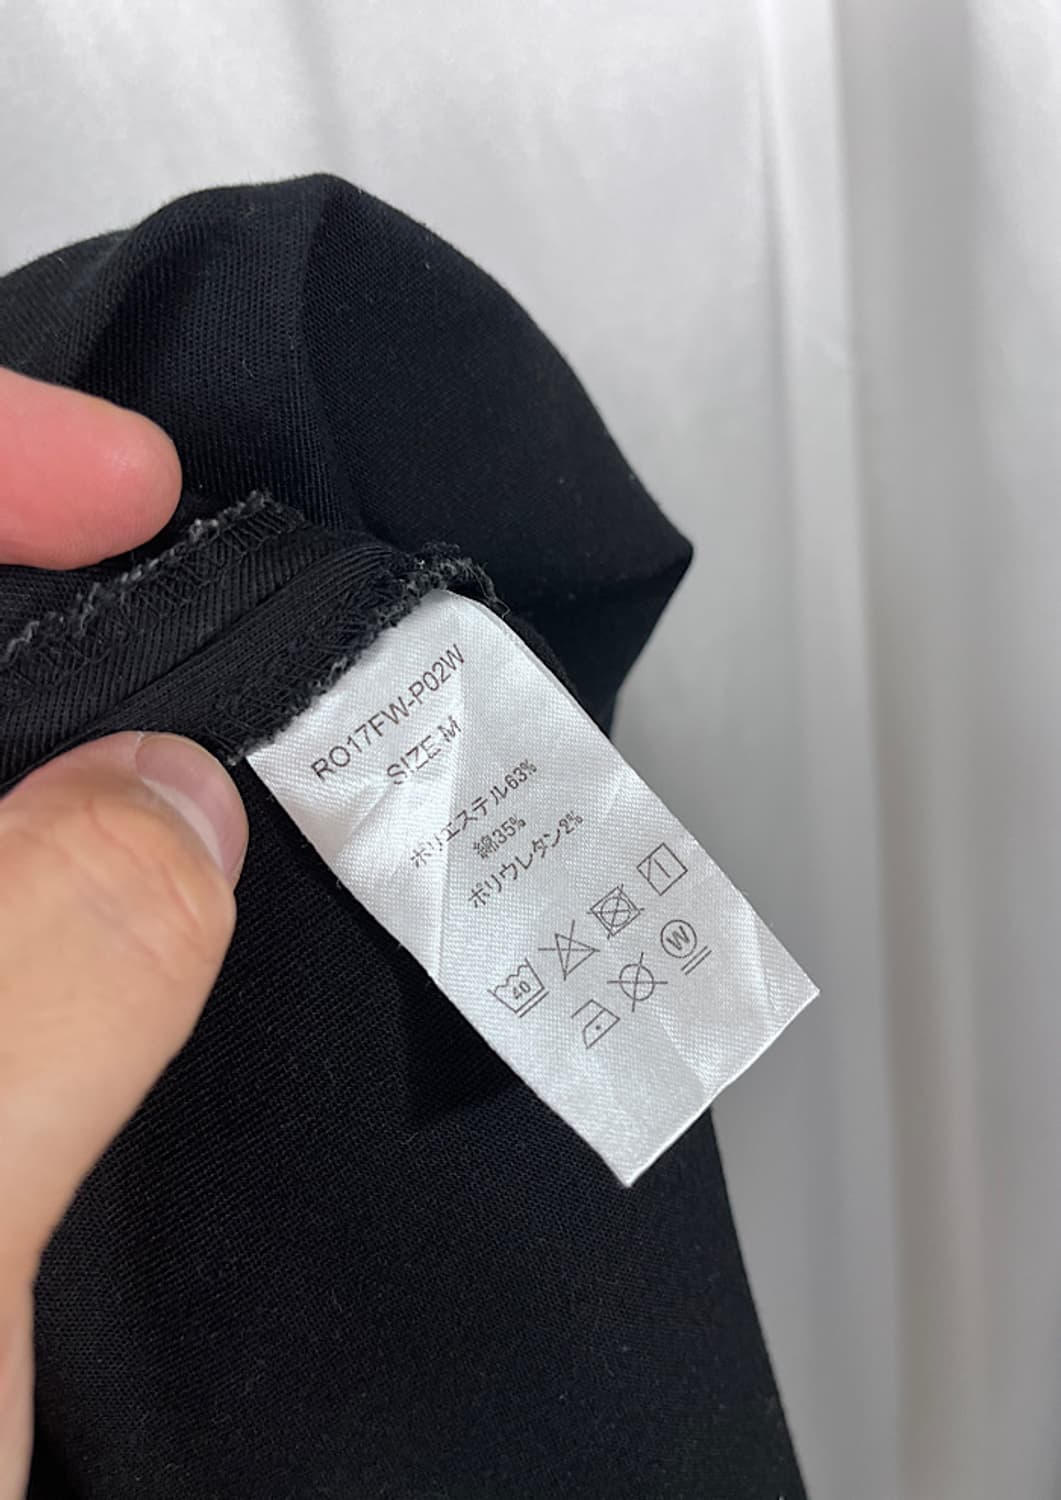 RO17FW-P02W
SIZE:M
ポリエステル63%
綿35%
ポリウレタン2%
40
W